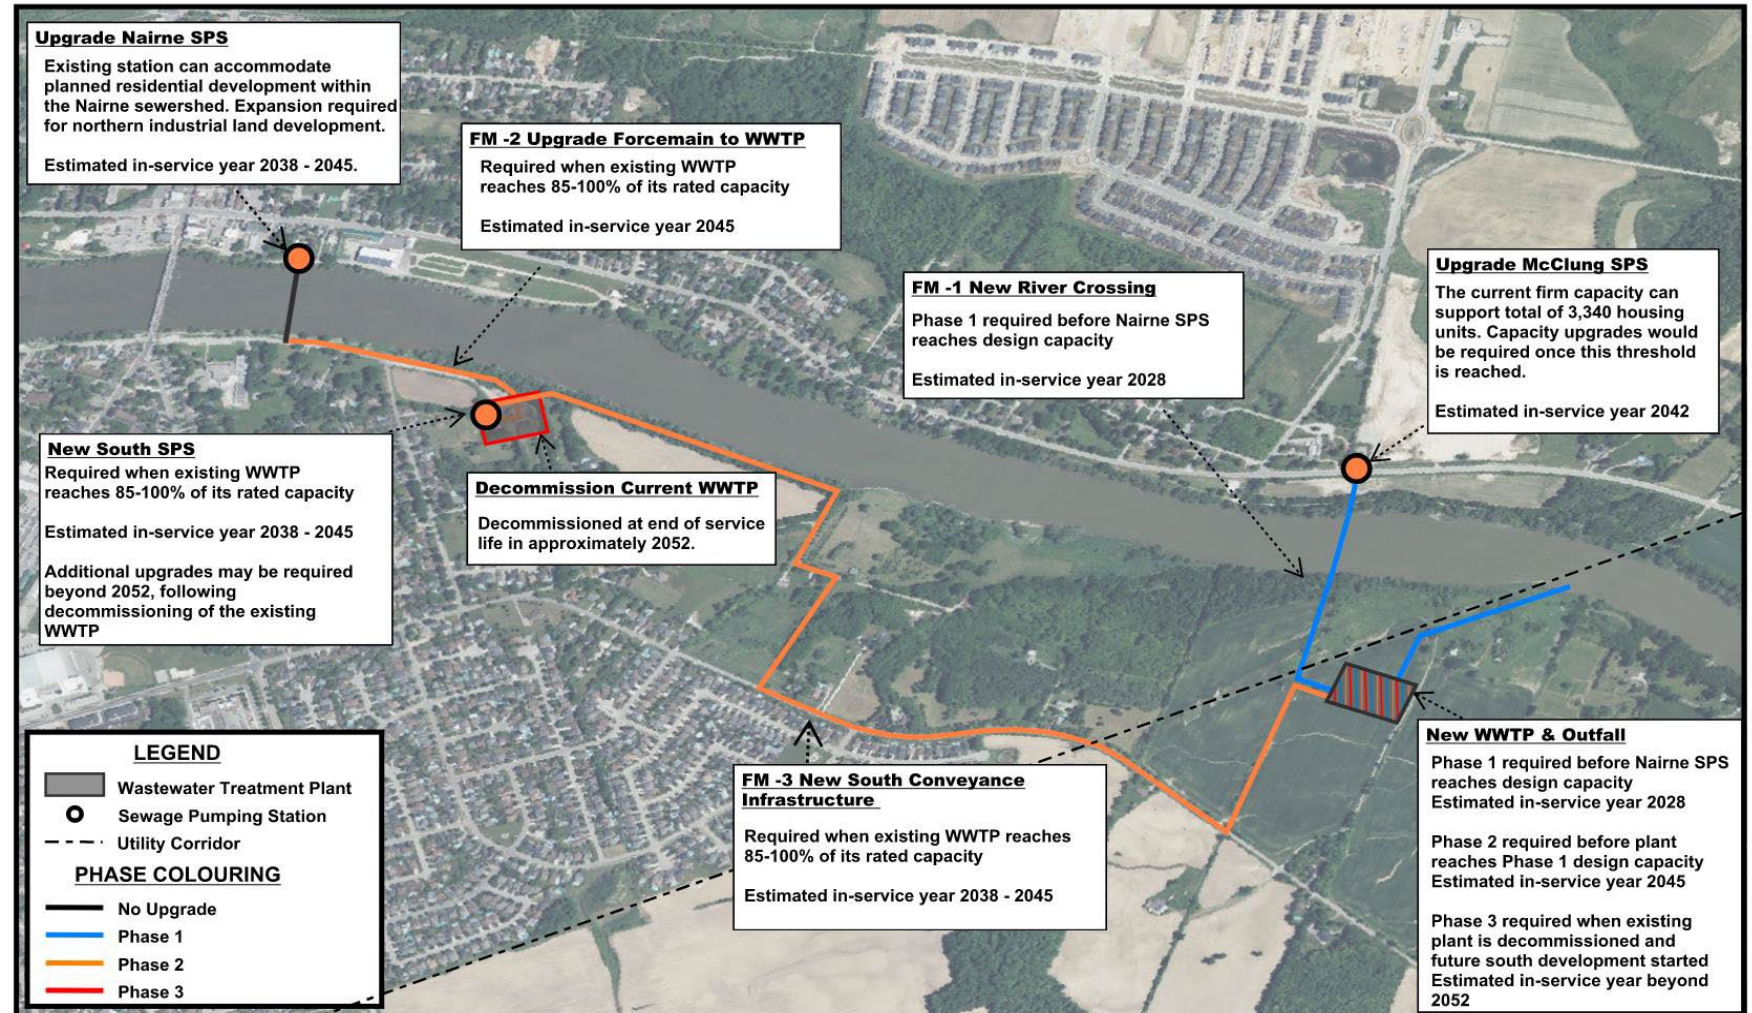 Upgrade Nairne SPS
Existing station can accommodate
planned residential development within
the Nairne sewershed. Expansion required
for northern industrial land development.
Estimated in-service year 2038 - 2045.
FM -2 Upgrade Forcemain to WWTP
Required when existing WWTP
reaches 85-100% of its rated capacity
Estimated in-service year 2045
FM -1 New River Crossing
Phase 1 required before Nairne SPS
reaches design capacity
Estimated in-service year 2028
Upgrade McClung SPS
The current firm capacity can
support total of 3,340 housing
units. Capacity upgrades would
be required once this threshold
is reached.
Estimated in-service year 2042
New South SPS
Required when existing WWTP
reaches 85-100% of its rated capacity
Estimated in-service year 2038 - 2045
Additional upgrades may be required
beyond 2052, following
decommissioning of the existing
WWTP
Decommission Current WWTP
Decommissioned at end of service
life in approximately 2052.
FM -3 New South Conveyance
Infrastructure
Required when existing WWTP reaches
85-100% of its rated capacity
Estimated in-service year 2038 - 2045
New WWTP & Outfall
Phase 1 required before Nairne SPS
reaches design capacity
Estimated in-service year 2028
Phase 2 required before plant
reaches Phase 1 design capacity
Estimated in-service year 2045
Phase 3 required when existing
plant is decommissioned and
future south development started
Estimated in-service year beyond
2052
LEGEND
Wastewater Treatment Plant
Sewage Pumping Station
Utility Corridor
PHASE COLOURING
No Upgrade
Phase 1
Phase 2
Phase 3